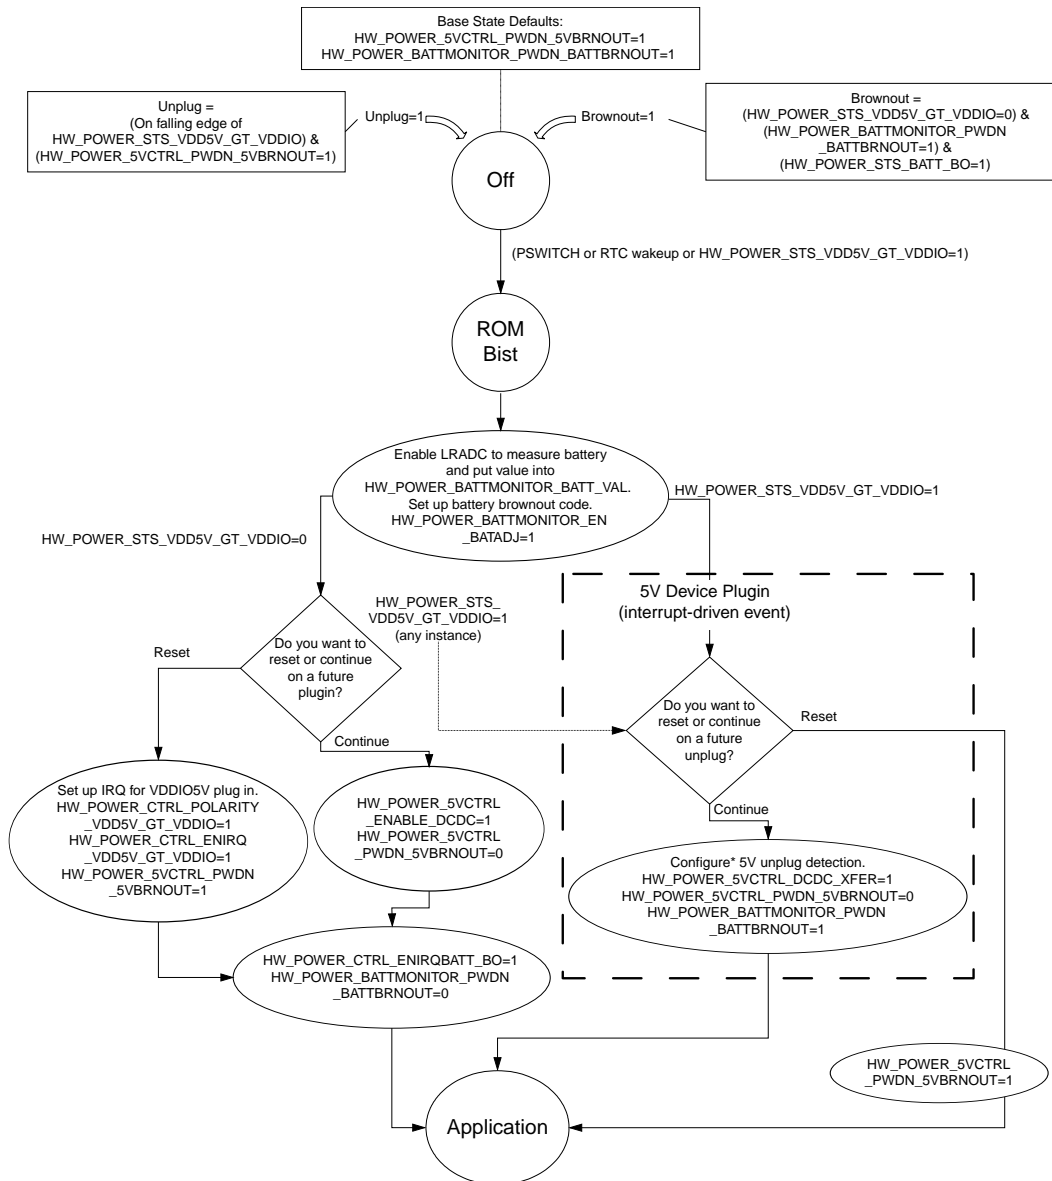 Base State Defaults:
HW_POWER_5VCTRL_PWDN_5VBRNOUT=1
HW_POWER_BATTMONITOR_PWDN_BATTBRNOUT=1
Unplug =
(On falling edge of
HW_POWER_STS_VDD5V_GT_VDDIO) &
(HW_POWER_5VCTRL_PWDN_5VBRNOUT=1)
Unplug=1
Brownout=1
Brownout =
(HW_POWER_STS_VDD5V_GT_VDDIO=0) &
(HW_POWER_BATTMONITOR_PWDN
_BATTBRNOUT=1) &
(HW_POWER_STS_BATT_BO=1)
Off
(PSWITCH or RTC wakeup or HW_POWER_STS_VDD5V_GT_VDDIO=1)
ROM
Bist
Enable LRADC to measure battery
and put value into
HW_POWER_BATTMONITOR_BATT_VAL.
Set up battery brownout code.
HW_POWER_BATTMONITOR_EN
_BATADJ=1
HW_POWER_STS_VDD5V_GT_VDDIO=1
HW_POWER_STS_VDD5V_GT_VDDIO=0
HW_POWER_STS_
VDD5V_GT_VDDIO=1
(any instance)
5V Device Plugin
(interrupt-driven event)
Do you want to
reset or continue
on a future
plugin?
Reset
Continue
Do you want to
reset or continue
on a future
unplug?
Reset
Continue
Set up IRQ for VDDIO5V plug in.
HW_POWER_CTRL_POLARITY
_VDD5V_GT_VDDIO=1
HW_POWER_CTRL_ENIRQ
_VDD5V_GT_VDDIO=1
HW_POWER_5VCTRL_PWDN
_5VBRNOUT=1
HW_POWER_5VCTRL
_ENABLE_DCDC=1
HW_POWER_5VCTRL
_PWDN_5VBRNOUT=0
Configure* 5V unplug detection.
HW_POWER_5VCTRL_DCDC_XFER=1
HW_POWER_5VCTRL_PWDN_5VBRNOUT=0
HW_POWER_BATTMONITOR_PWDN
_BATTBRNOUT=1
HW_POWER_CTRL_ENIRQBATT_BO=1
HW_POWER_BATTMONITOR_PWDN
_BATTBRNOUT=0
HW_POWER_5VCTRL
_PWDN_5VBRNOUT=1
Application